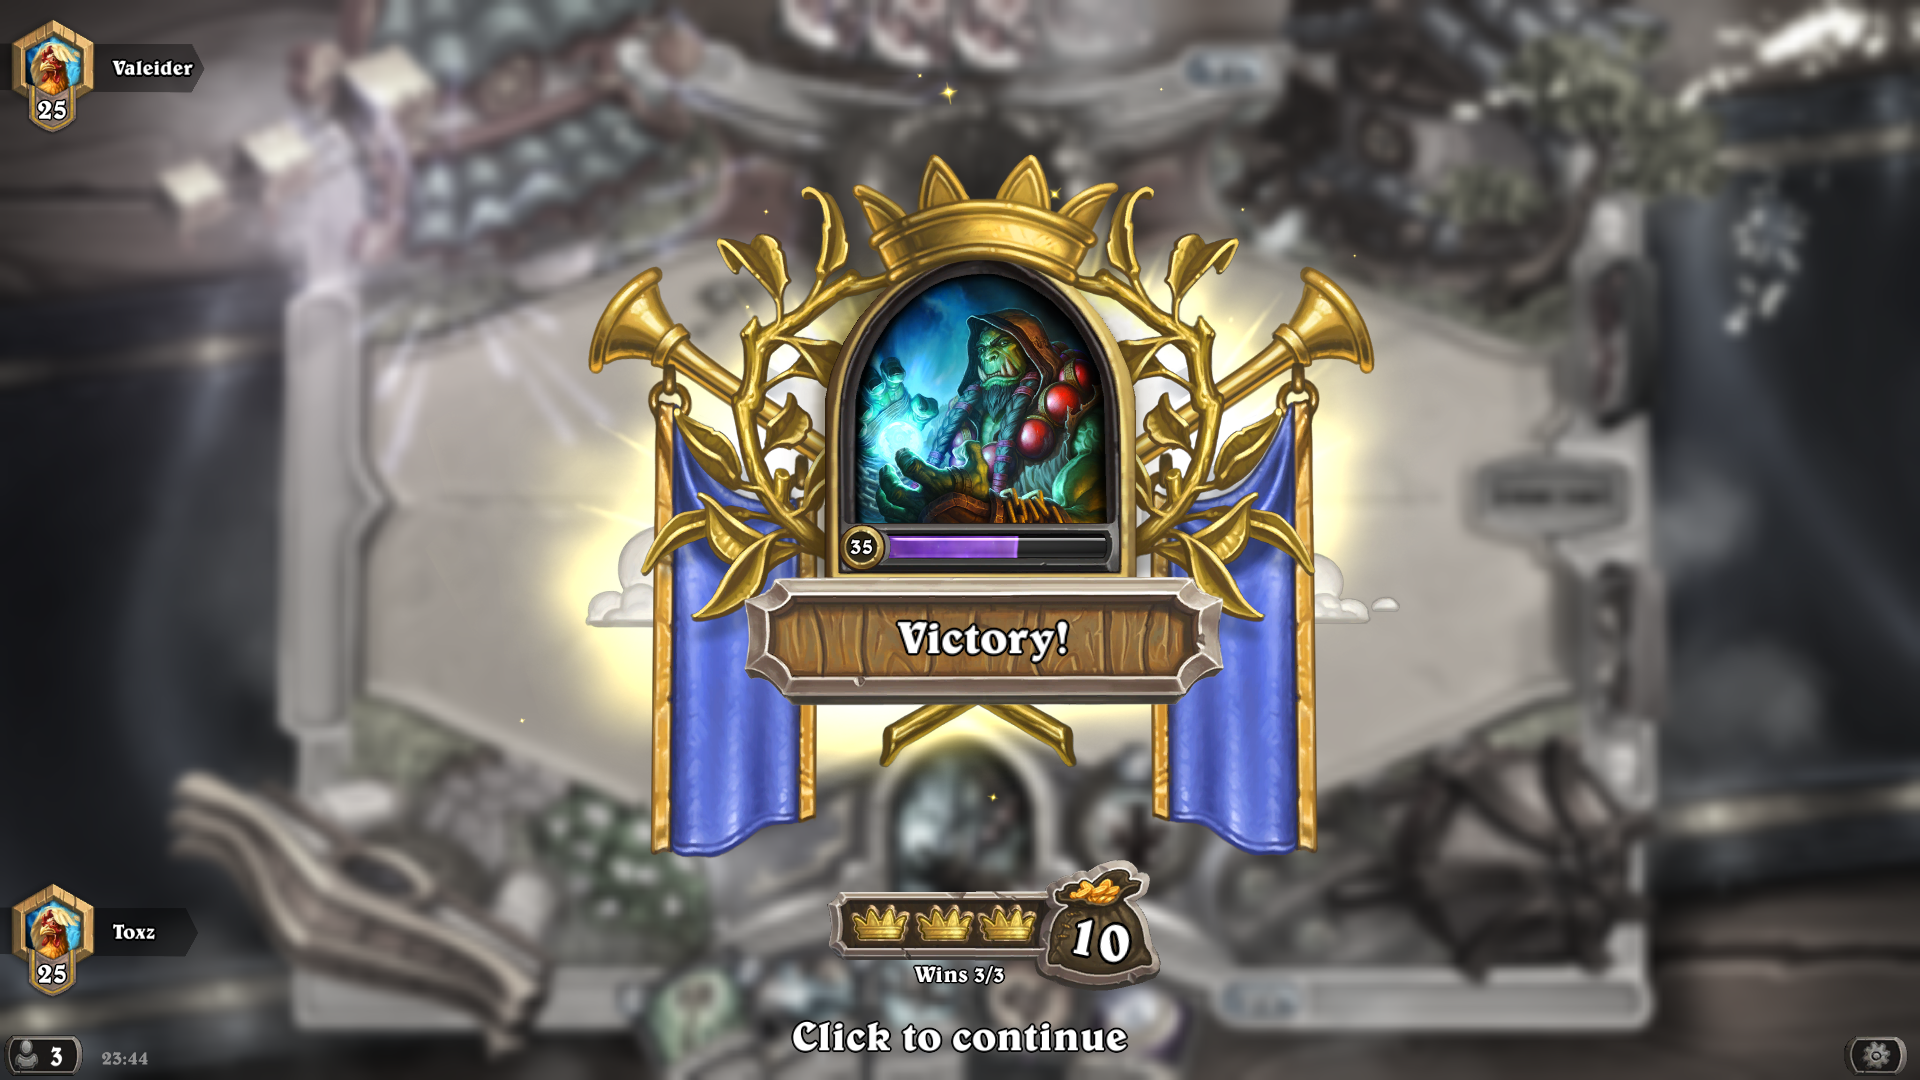 Valeider
25
35
Victory!
Toxz
25
10
Wins 3/3
Click to continue
3
23:44